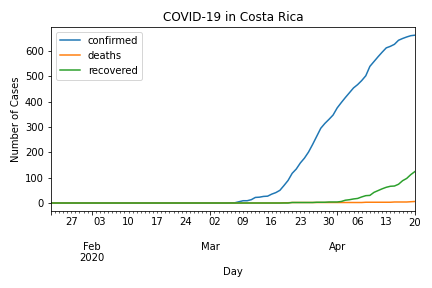 COVID-19 in Costa Rica
confirmed
deaths
recovered
Number of Cases
600
500
400
300
200
100
0
27 03 10 17 24 02 09 16 23 30 06 13 20
Feb Mar Apr
2020
Day